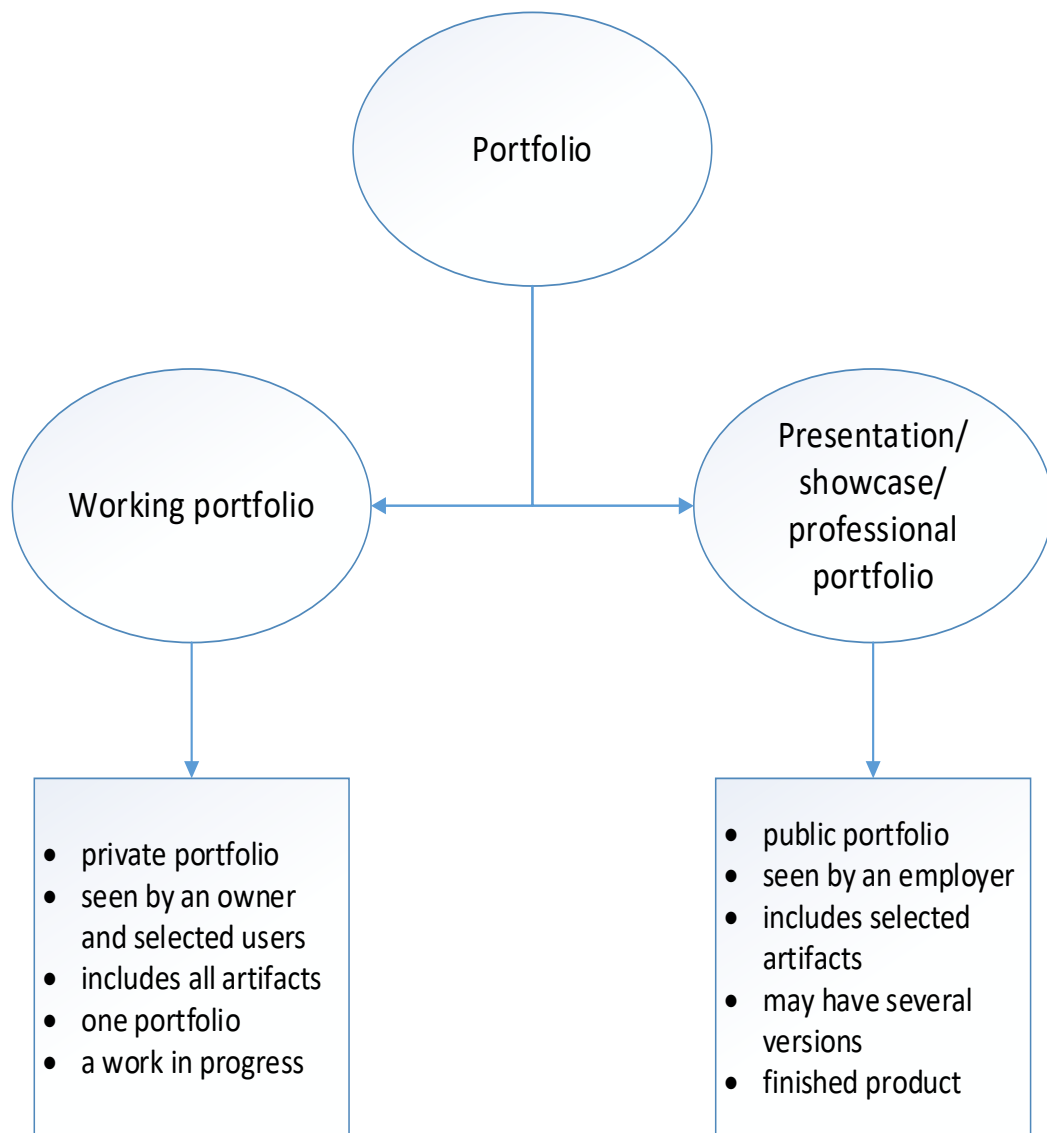 Portfolio
Working portfolio
Presentation/
showcase/
professional
portfolio
• private portfolio
• seen by an owner
and selected users
• includes all artifacts
• one portfolio
• a work in progress
• public portfolio
• seen by an employer
• includes selected
artifacts
• may have several
versions
• finished product